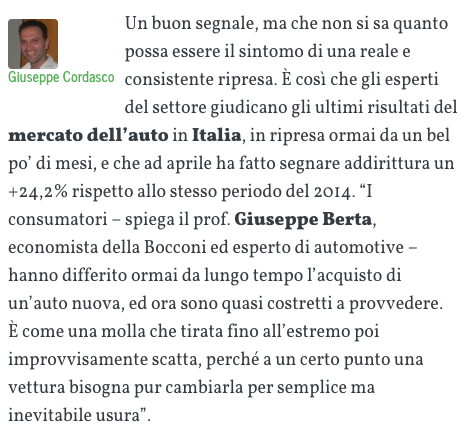 Un buon segnale, ma che non si sa quanto
possa essere il sintomo di una reale e
Giuseppe Cordasco
consistente ripresa. È così che gli esperti
del settore giudicano gli ultimi risultati del
mercato dell’auto in Italia, in ripresa ormai da un bel
po’ di mesi, e che ad aprile ha fatto segnare addirittura un
+24,2% rispetto allo stesso periodo del 2014. “I
consumatori – spiega il prof. Giuseppe Berta,
economista della Bocconi ed esperto di automotive –
hanno differito ormai da lungo tempo l’acquisto di
un’auto nuova, ed ora sono quasi costretti a provvedere.
È come una molla che tirata fino all’estremo poi
improvvisamente scatta, perché a un certo punto una
vettura bisogna pur cambiarla per semplice ma
inevitabile usura”.